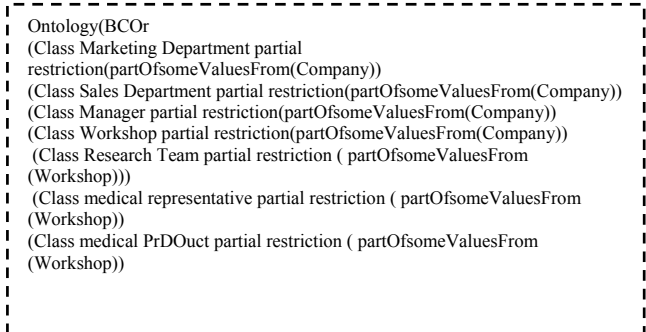 Ontology(BCOr
(Class Marketing Department partial
restriction(partOfsomeValuesFrom(Company))
(Class Sales Department partial restriction(partOfsomeValuesFrom(Company))
(Class Manager partial restriction(partOfsomeValuesFrom(Company))
(Class Workshop partial restriction(partOfsomeValuesFrom(Company))
(Class Research Team partial restriction ( partOfsomeValuesFrom
(Workshop)))
(Class medical representative partial restriction ( partOfsomeValuesFrom
(Workshop))
(Class medical PrDOuct partial restriction ( partOfsomeValuesFrom
(Workshop))